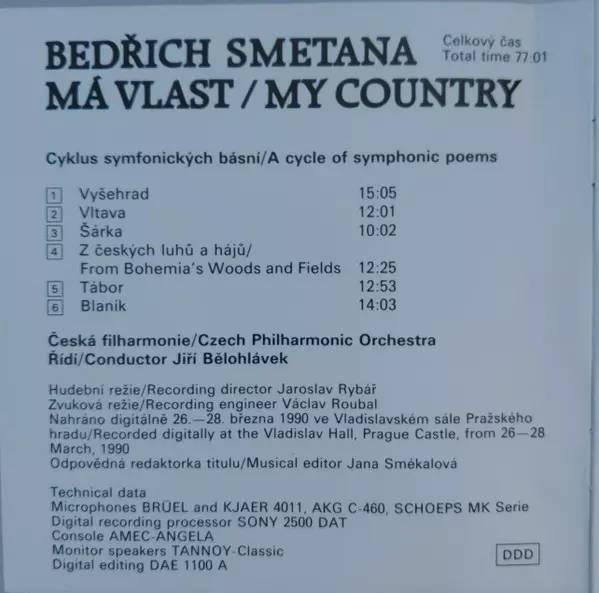 BEDŘICH SMETANA
Celkový čas
Total time 77:01
MÁ VLAST / MY COUNTRY
Cyklus symfonických básní/A cycle of symphonic poems
1 Vyšehrad 15:05
2 Vltava 12:01
3 Šárka 10:02
4 Z českých luhů a hájů/
From Bohemia's Woods and Fields 12:25
5 Tábor 12:53
6 Blaník 14:03
Česká filharmonie/Czech Philharmonic Orchestra
Řídí/Conductor Jiří Bělohlávek
Hudební režie/Recording director Jaroslav Rybář
Zvuková režie/Recording engineer Václav Roubal
Nahráno digitálně 26.—28. března 1990 ve Vladislavském sále Pražského
hradu/Recorded digitally at the Vladislav Hall, Prague Castle, from 26—28
March, 1990
Odpovědná redaktorka titulu/Musical editor Jana Smékalová
Technical data
Microphones BRÜEL and KJAER 4011, AKG C-460, SCHOEPS MK Serie
Digital recording processor SONY 2500 DAT
Console AMEC-ANGELA
Monitor speakers TANNOY-Classic
Digital editing DAE 1100 A
DDD